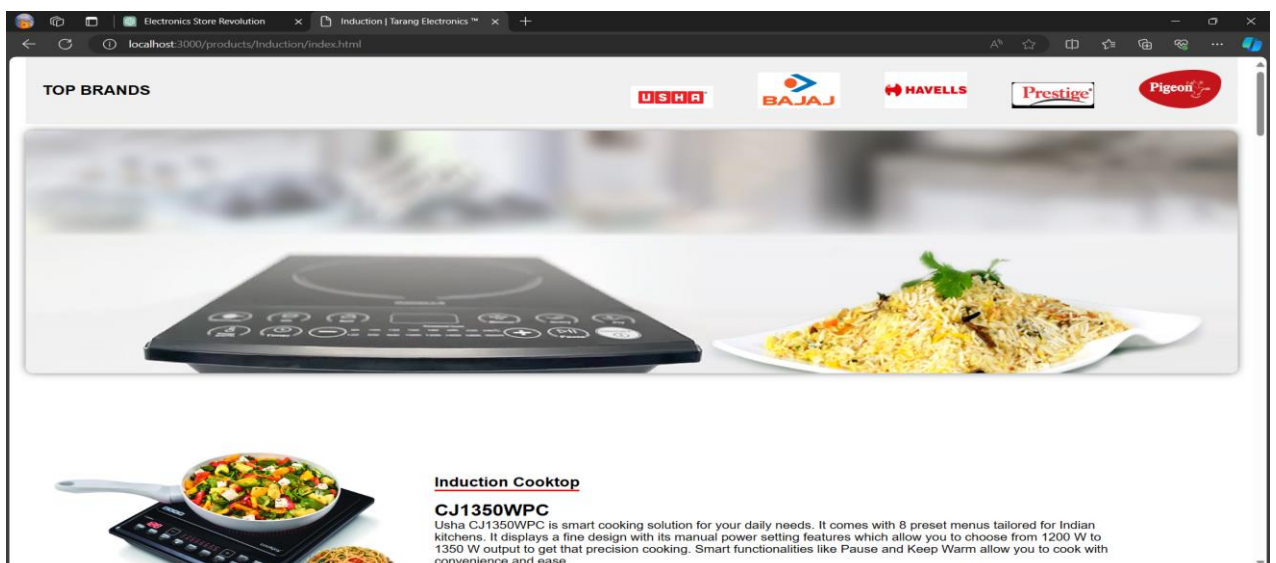 Electronics Store Revolution
Induction | Tarang Electronics ™
localhost:3000/products/Induction/index.html
TOP BRANDS
USHA
BAJAJ
HAVELLS
Prestige
Pigeon
Pause
Induction Cooktop
CJ1350WPC
Usha CJ1350WPC is smart cooking solution for your daily needs. It comes with 8 preset menus tailored for Indian
kitchens. It displays a fine design with its manual power setting features which allow you to choose from 1200 W to
1350 W output to get that precision cooking. Smart functionalities like Pause and Keep Warm allow you to cook with
convenience and ease.